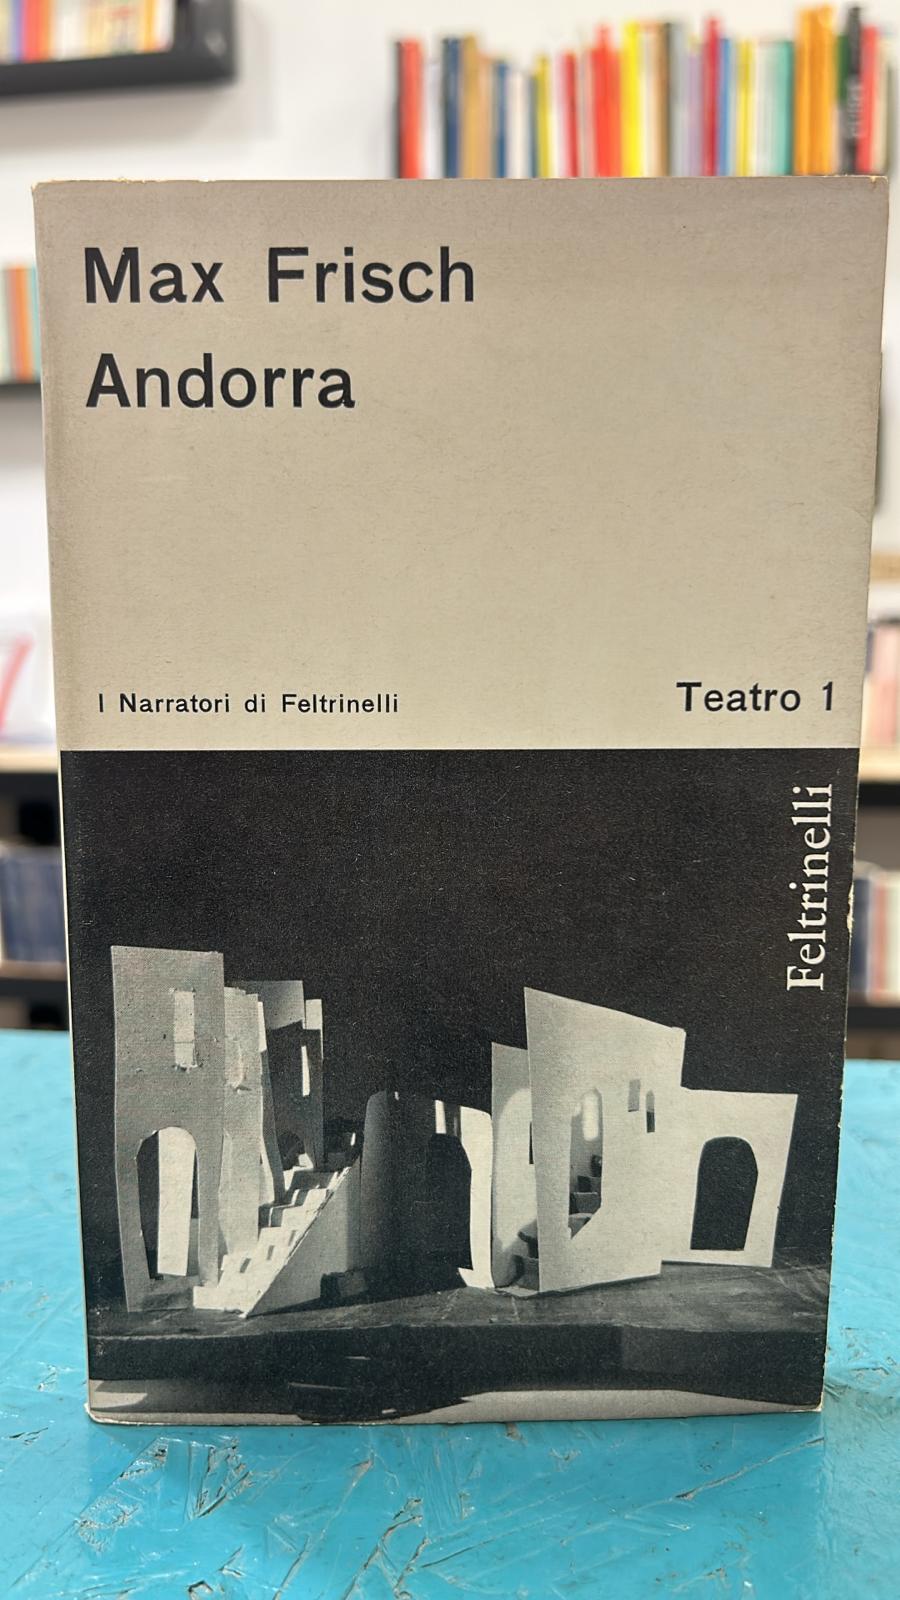 Max Frisch
Andorra
I Narratori di Feltrinelli
Teatro 1
Feltrinelli